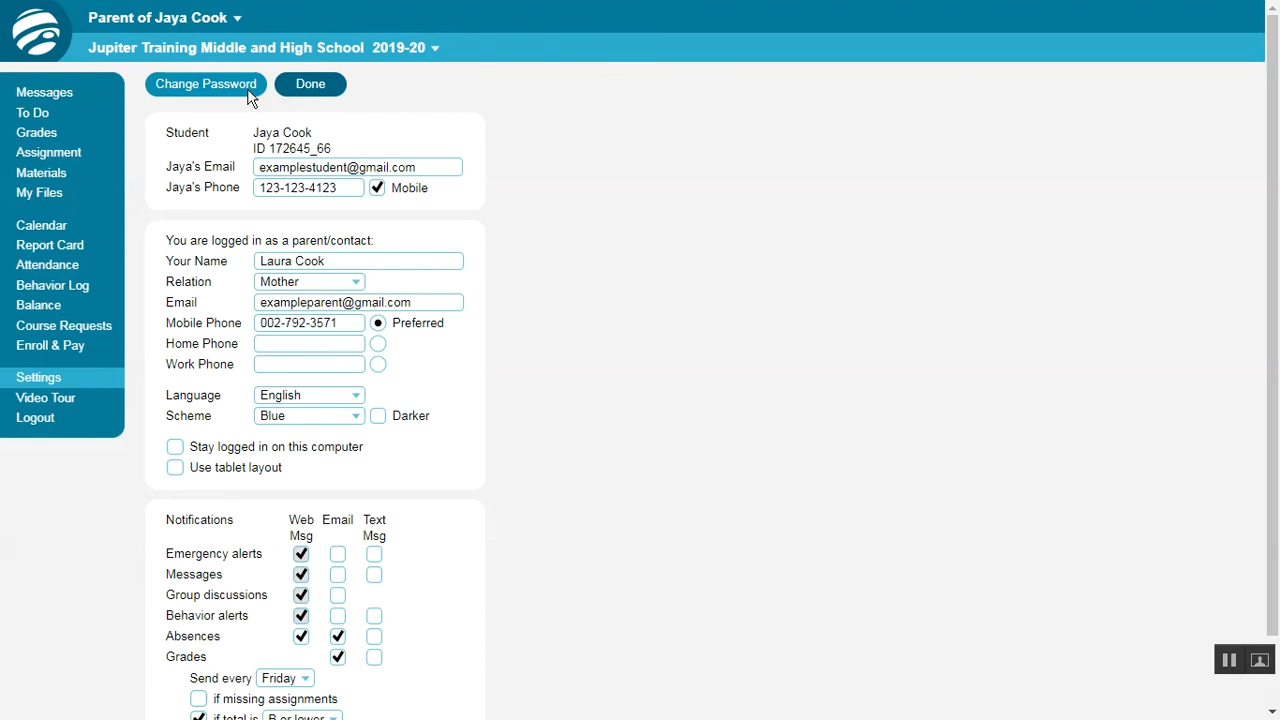 Parent of Jaya Cook
Jupiter Training Middle and High School 2019-20
Messages
To Do
Grades
Assignment
Materials
My Files
Calendar
Report Card
Attendance
Behavior Log
Balance
Course Requests
Enroll & Pay
Settings
Video Tour
Logout
Change Password Done
Student Jaya Cook
ID 172645_66
Jaya's Email examplestudent@gmail.com
Jaya's Phone 123-123-4123 Mobile
You are logged in as a parent/contact:
Your Name Laura Cook
Relation Mother
Email exampleparent@gmail.com
Mobile Phone 002-792-3571 Preferred
Home Phone
Work Phone
Language English
Scheme Blue Darker
Stay logged in on this computer
Use tablet layout
Notifications Web Email Text
Msg Msg
Emergency alerts
Messages
Group discussions
Behavior alerts
Absences
Grades
Send every Friday
if missing assignments
if total is B or lower